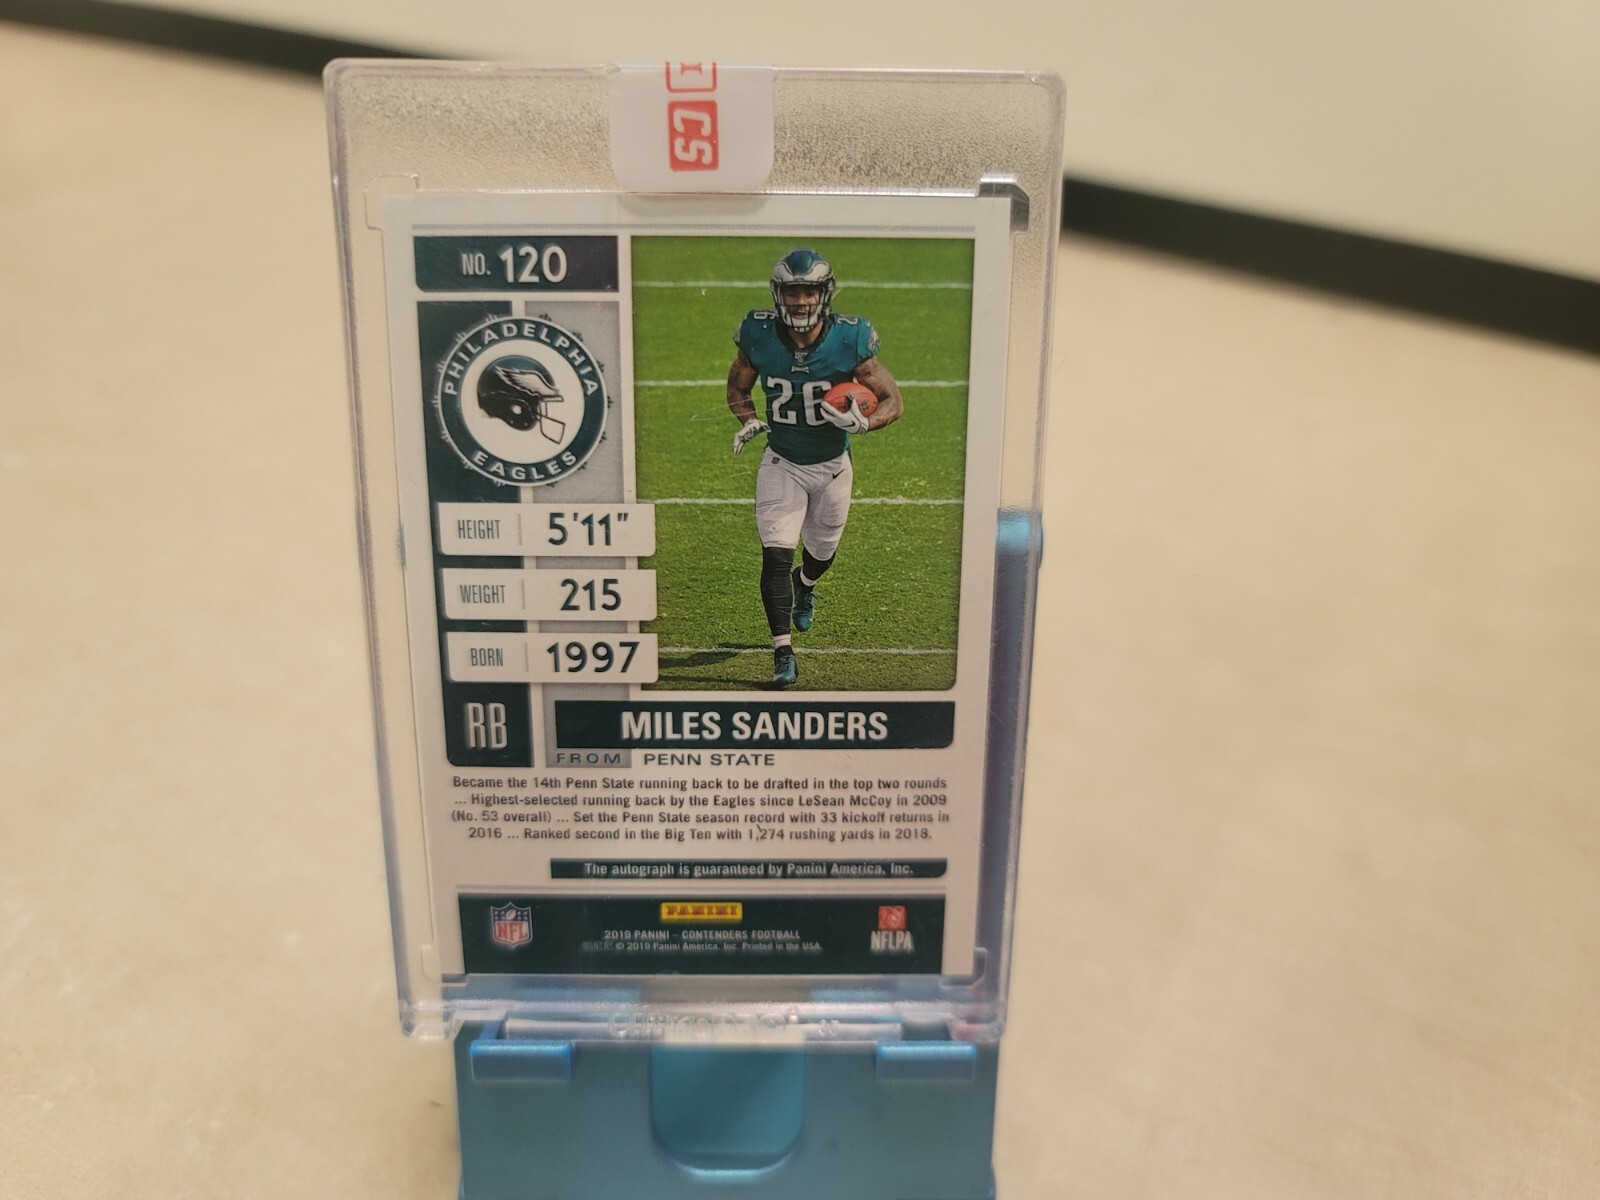 CS
NO. 120
PHILADELPHIA
EAGLES
26
26
26
HEIGHT 5'11"
WEIGHT 215
BORN 1997
RB
MILES SANDERS
FROM PENN STATE
Became the 14th Penn State running back to be drafted in the top two rounds
... Highest-selected running back by the Eagles since LeSean McCoy in 2009
(No. 53 overall) ... Set the Penn State season record with 33 kickoff returns in
2016 ... Ranked second in the Big Ten with 1,274 rushing yards in 2018.
The autograph is guaranteed by Panini America, Inc.
NFL
PANINI
NFLPA
2019 PANINI – CONTENDERS FOOTBALL
© 2019 Panini America, Inc. Printed in the USA.